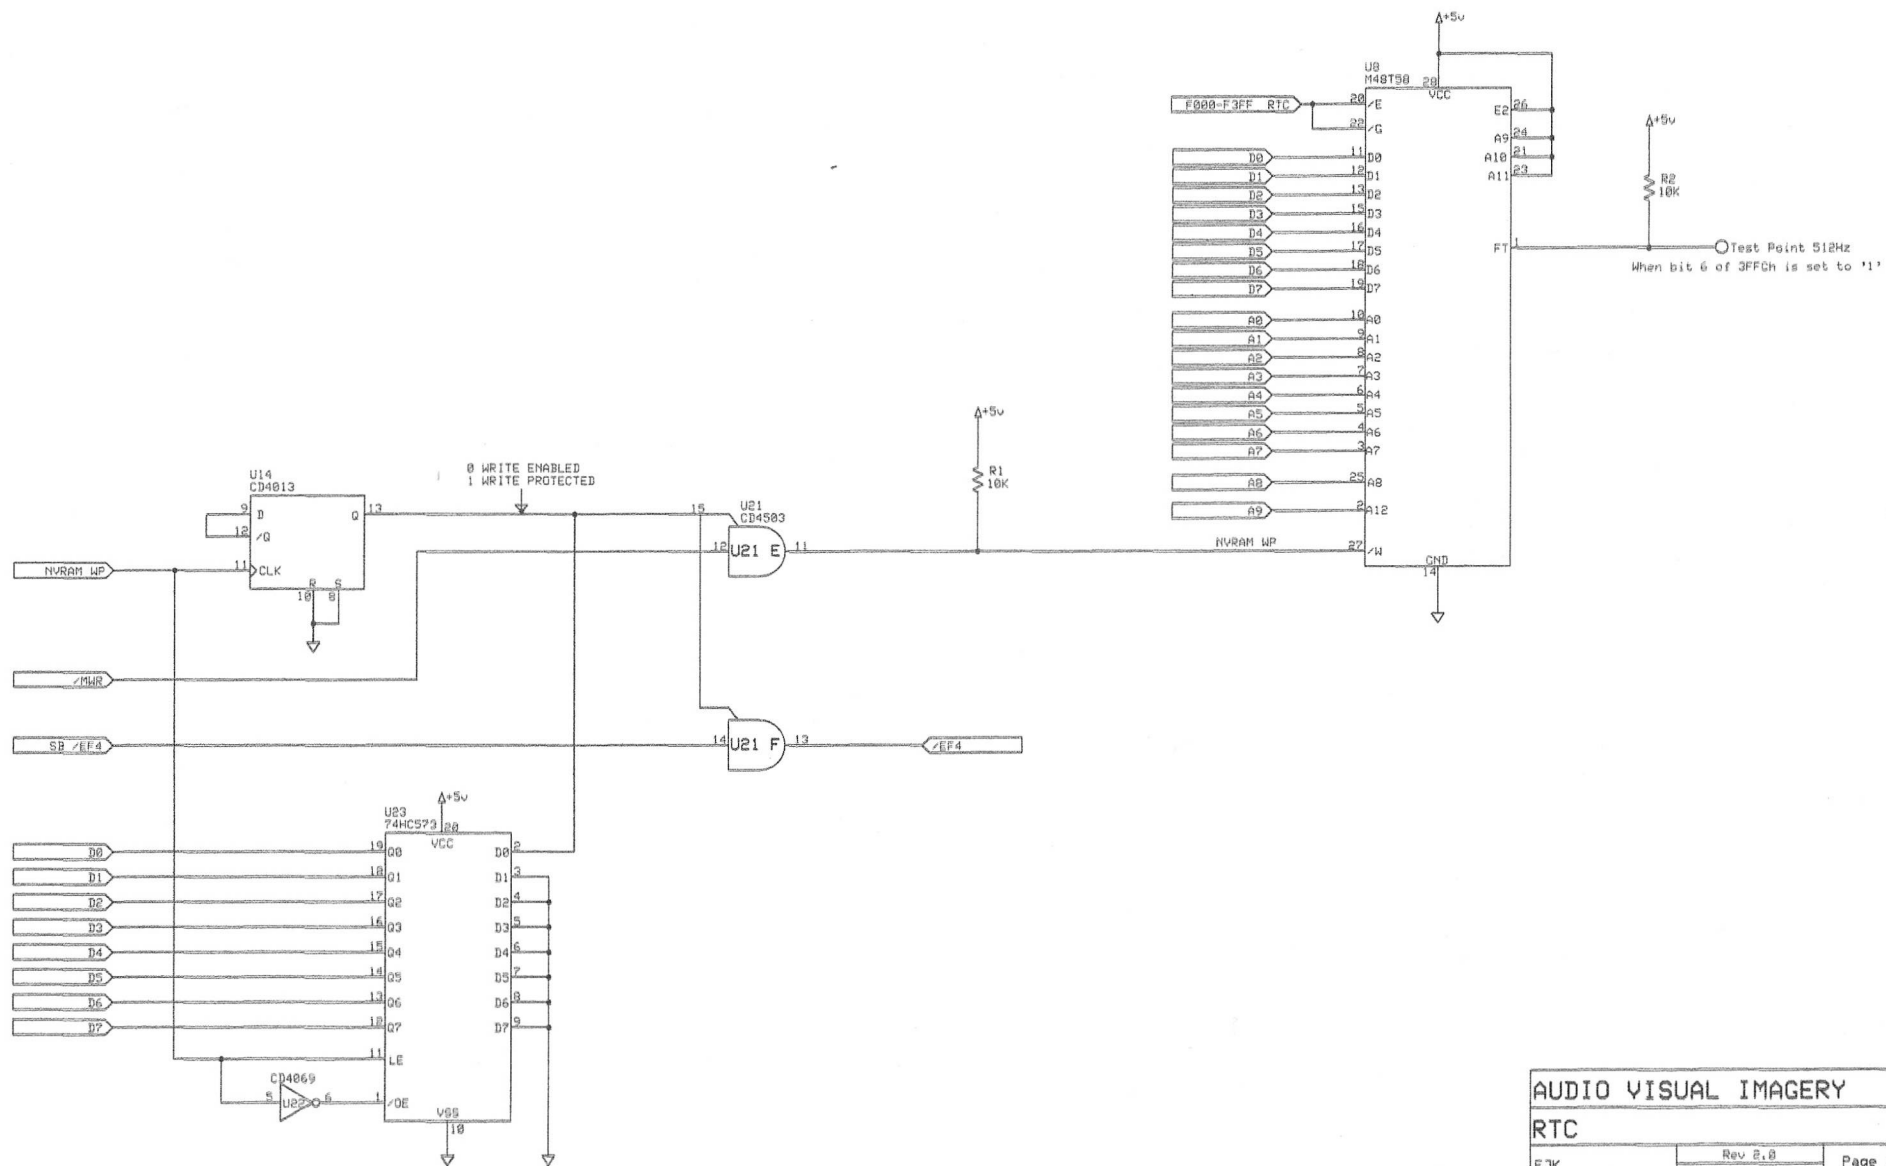 +5v
U8
M48T58
28
VCC
F000-F3FF RTC
20
/E
22
/G
E2
26
A9
24
A10
21
A11
23
D0
11
D0
D1
12
D1
D2
13
D2
D3
15
D3
D4
16
D4
D5
17
D5
D6
18
D6
D7
19
D7
A0
10
A0
A1
9
A1
A2
8
A2
A3
7
A3
A4
6
A4
A5
5
A5
A6
4
A6
A7
3
A7
A8
25
A8
A9
2
A12
NVRAM WP
27
/W
GND
14
FT
1
+5v
R2
10K
Test Point 512Hz
When bit 6 of 3FFCh is set to '1'
+5v
R1
10K
0 WRITE ENABLED
1 WRITE PROTECTED
U14
CD4013
9
D
Q
13
12
/Q
NVRAM WP
11
CLK
R
S
10
8
15
U21
CD4503
12
U21 E
11
/MWR
SB /EF4
14
U21 F
13
/EF4
+5v
U23
74HC573
20
VCC
D0
19
Q0
D0
2
D1
18
Q1
D1
3
D2
17
Q2
D2
4
D3
16
Q3
D3
5
D4
15
Q4
D4
6
D5
14
Q5
D5
7
D6
13
Q6
D6
8
D7
12
Q7
D7
9
11
LE
CD4069
5
U22
6
1
/OE
VSS
10
AUDIO VISUAL IMAGERY
RTC
Rev 2.0
Page